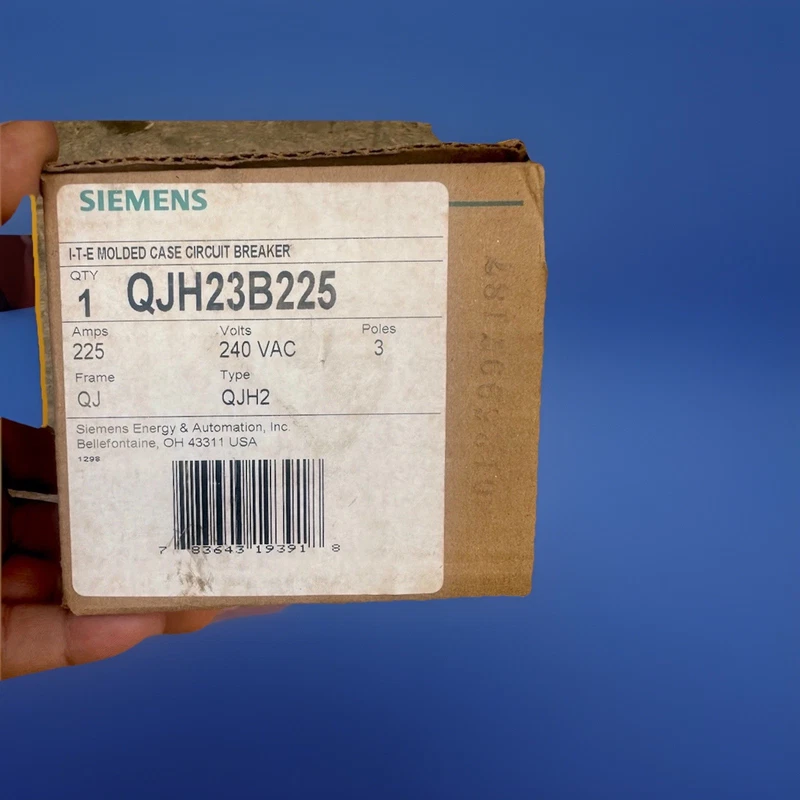 SIEMENS
I-T-E MOLDED CASE CIRCUIT BREAKER
QTY
1 QJH23B225
Amps Volts Poles
225 240 VAC 3
Frame Type
QJ QJH2
Siemens Energy & Automation, Inc.
Bellefontaine, OH 43311 USA
1298
7 83643 19391 8